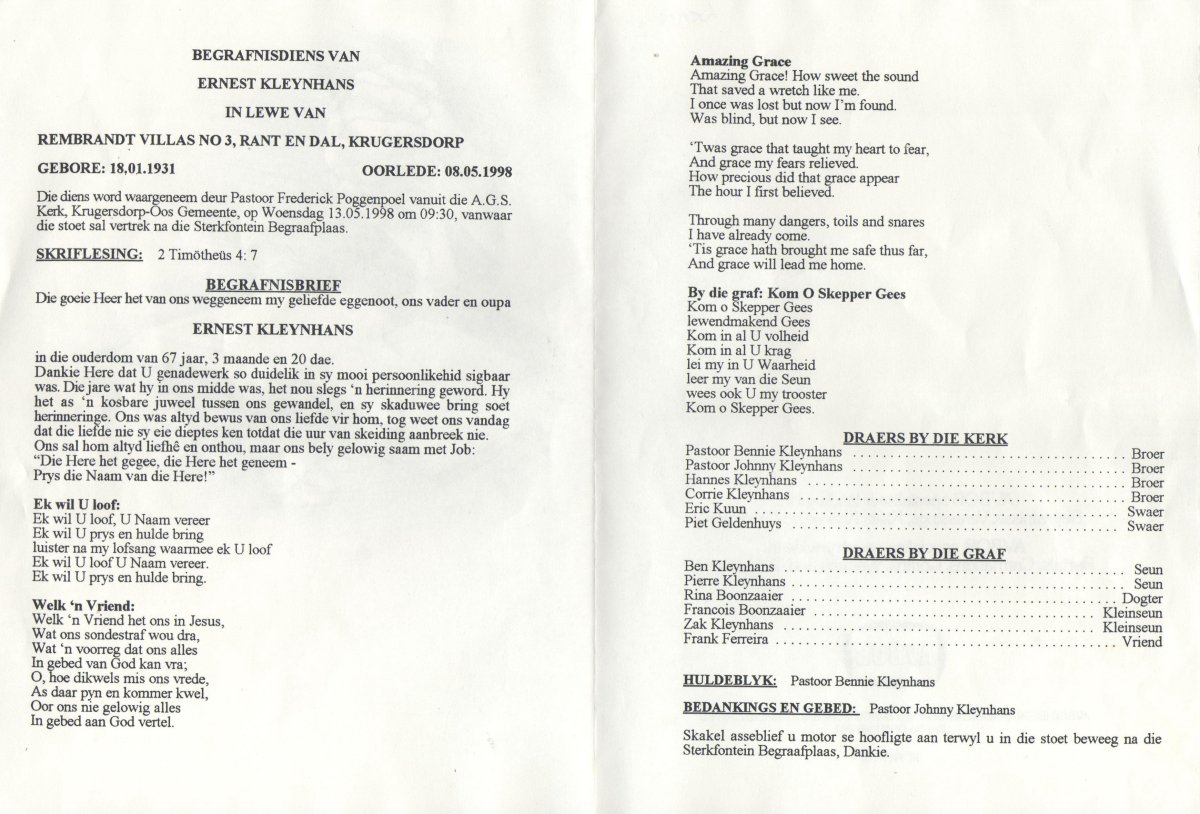 BEGRAFNISDIENS VAN
ERNEST KLEYNHANS
IN LEWE VAN
REMBRANDT VILLAS NO 3, RANT EN DAL, KRUGERSDORP
GEBORE: 18,01.1931 OORLEDE: 08.05.1998
Die diens word waargeneem deur Pastoor Frederick Poggenpoel vanuit die A.G.S.
Kerk, Krugersdorp-Oos Gemeente, op Woensdag 13.05.1998 om 09:30, vanwaar
die stoet sal vertrek na die Sterkfontein Begraafplaas.
SKRIFLESING: 2 Timötheüs 4: 7
BEGRAFNISBRIEF
Die goeie Heer het van ons weggeneem my geliefde eggenoot, ons vader en oupa
ERNEST KLEYNHANS
in die ouderdom van 67 jaar, 3 maande en 20 dae.
Dankie Here dat U genadewerk so duidelik in sy mooi persoonlikehid sigbaar
was. Die jare wat hy in ons midde was, het nou slegs ‘n herinnering geword. Hy
het as ‘n kosbare juweel tussen ons gewandel, en sy skaduwee bring soet
herinneringe. Ons was altyd bewus van ons liefde vir hom, tog weet ons vandag
dat die liefde nie sy eie dieptes ken totdat die uur van skeiding aanbreek nie.
Ons sal hom altyd liefhê en onthou, maar ons bely gelowig saam met Job:
“Die Here het gegee, die Here het geneem -
Prys die Naam van die Here!”
Ek wil U loof:
Ek wil U loof, U Naam vereer
Ek wil U prys en hulde bring
luister na my lofsang waarmee ek U loof
Ek wil U loof U Naam vereer.
Ek wil U prys en hulde bring.
Welk ‘n Vriend:
Welk ‘n Vriend het ons in Jesus,
Wat ons sondestraf wou dra,
Wat ‘n voorreg dat ons alles
In gebed van God kan vra;
O, hoe dikwels mis ons vrede,
As daar pyn en kommer kwel,
Oor ons nie gelowig alles
In gebed aan God vertel.
Amazing Grace
Amazing Grace! How sweet the sound
That saved a wretch like me.
I once was lost but now I’m found.
Was blind, but now I see.
‘Twas grace that taught my heart to fear,
And grace my fears relieved.
How precious did that grace appear
The hour I first believed.
Through many dangers, toils and snares
I have already come.
‘Tis grace hath brought me safe thus far,
And grace will lead me home.
By die graf: Kom O Skepper Gees
Kom o Skepper Gees
lewendmakend Gees
Kom in al U volheid
Kom in al U krag
lei my in U Waarheid
leer my van die Seun
wees ook U my trooster
Kom o Skepper Gees.
DRAERS BY DIE KERK
Pastoor Bennie Kleynhans . . . . . . . . . . Broer
Pastoor Johnny Kleynhans . . . . . . . . . . Broer
Hannes Kleynhans . . . . . . . . . . Broer
Corrie Kleynhans . . . . . . . . . . Broer
Eric Kuun . . . . . . . . . . Swaer
Piet Geldenhuys . . . . . . . . . . Swaer
DRAERS BY DIE GRAF
Ben Kleynhans . . . . . . . . . . Seun
Pierre Kleynhans . . . . . . . . . . Seun
Rina Boonzaaier . . . . . . . . . . Dogter
Francois Boonzaaier . . . . . . . . . . Kleinseun
Zak Kleynhans . . . . . . . . . . Kleinseun
Frank Ferreira . . . . . . . . . . Vriend
HULDEBLYK: Pastoor Bennie Kleynhans
BEDANKINGS EN GEBED: Pastoor Johnny Kleynhans
Skakel asseblief u motor se hoofligte aan terwyl u in die stoet beweeg na die
Sterkfontein Begraafplaas, Dankie.